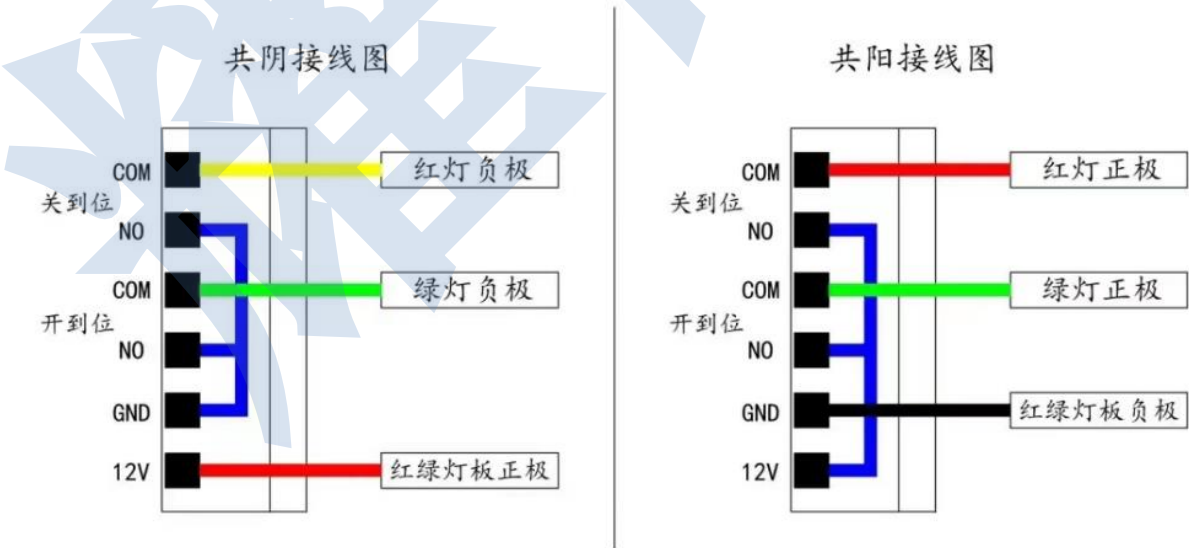 共阴接线图
COM
关到位
NO
COM
开到位
NO
GND
12V
红灯负极
绿灯负极
红绿灯板正极
共阳接线图
COM
关到位
NO
COM
开到位
NO
GND
12V
红灯正极
绿灯正极
红绿灯板负极